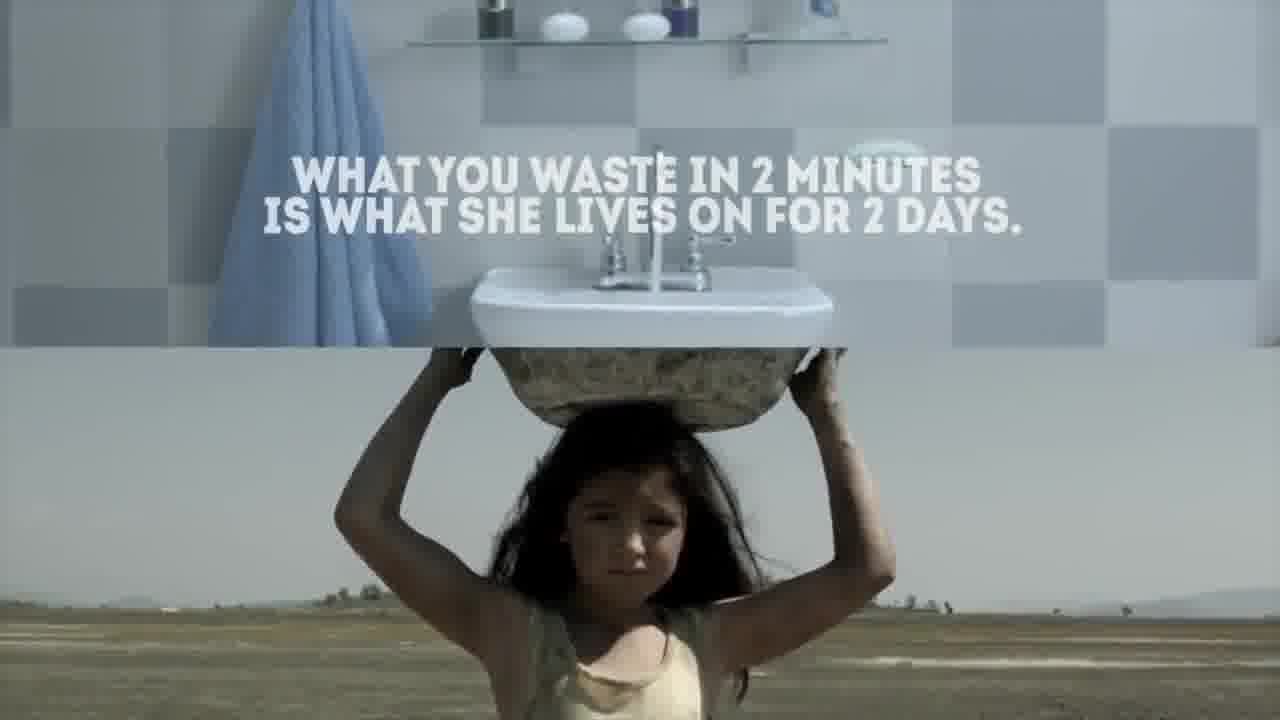 WHAT YOU WASTE IN 2 MINUTES
IS WHAT SHE LIVES ON FOR 2 DAYS.